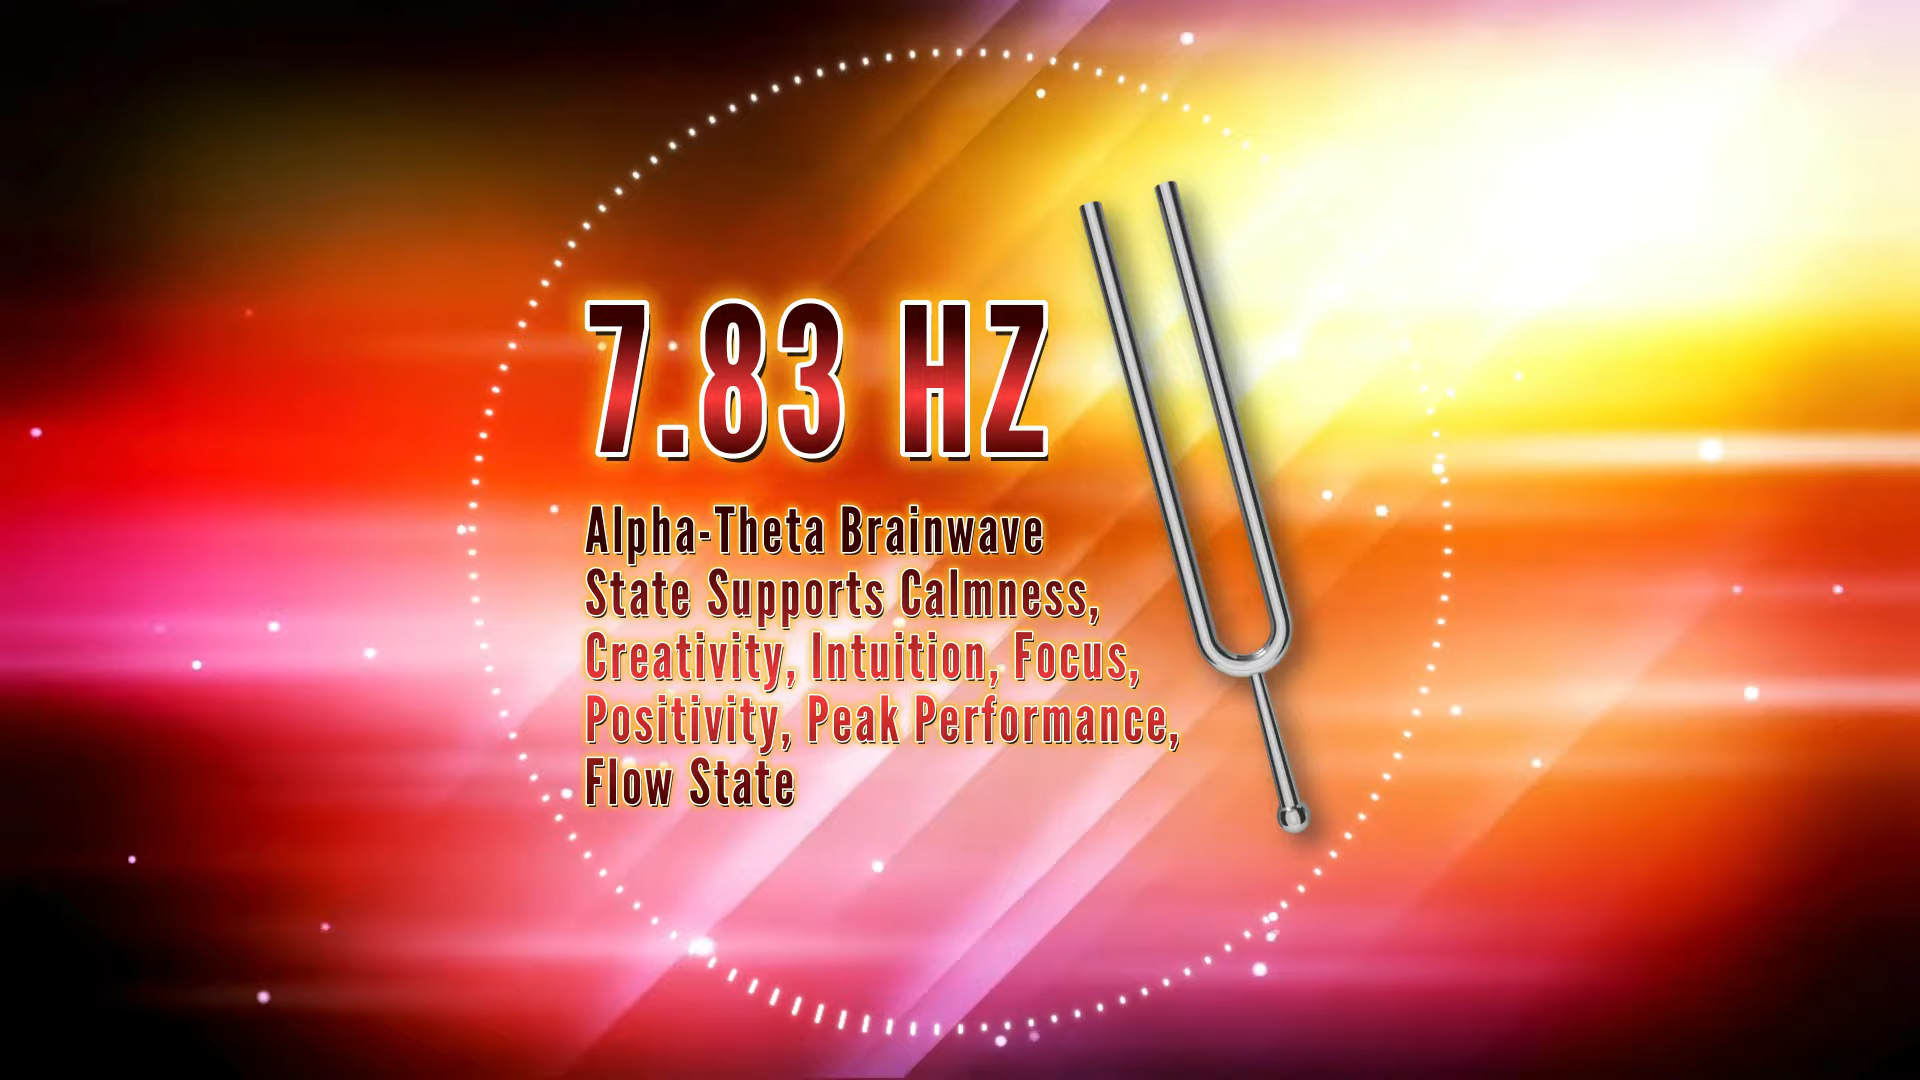 7.83 HZ
Alpha-Theta Brainwave
State Supports Calmness,
Creativity, Intuition, Focus,
Positivity, Peak Performance,
Flow State